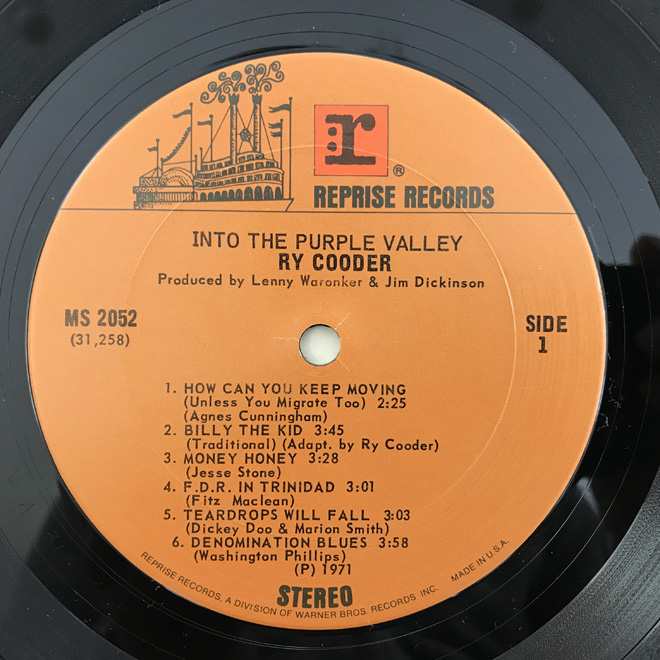 r®
REPRISE RECORDS
INTO THE PURPLE VALLEY
RY COODER
Produced by Lenny Waronker & Jim Dickinson
MS 2052
(31,258)
SIDE
1
1. HOW CAN YOU KEEP MOVING
(Unless You Migrate Too) 2:25
(Agnes Cunningham)
2. BILLY THE KID 3:45
(Traditional) (Adapt. by Ry Cooder)
3. MONEY HONEY 3:28
(Jesse Stone)
4. F.D.R. IN TRINIDAD 3:01
(Fitz Maclean)
5. TEARDROPS WILL FALL 3:03
(Dickey Doo & Marion Smith)
6. DENOMINATION BLUES 3:58
(Washington Phillips)
(P) 1971
STEREO
REPRISE RECORDS, A DIVISION OF WARNER BROS. RECORDS INC. MADE IN U.S.A.